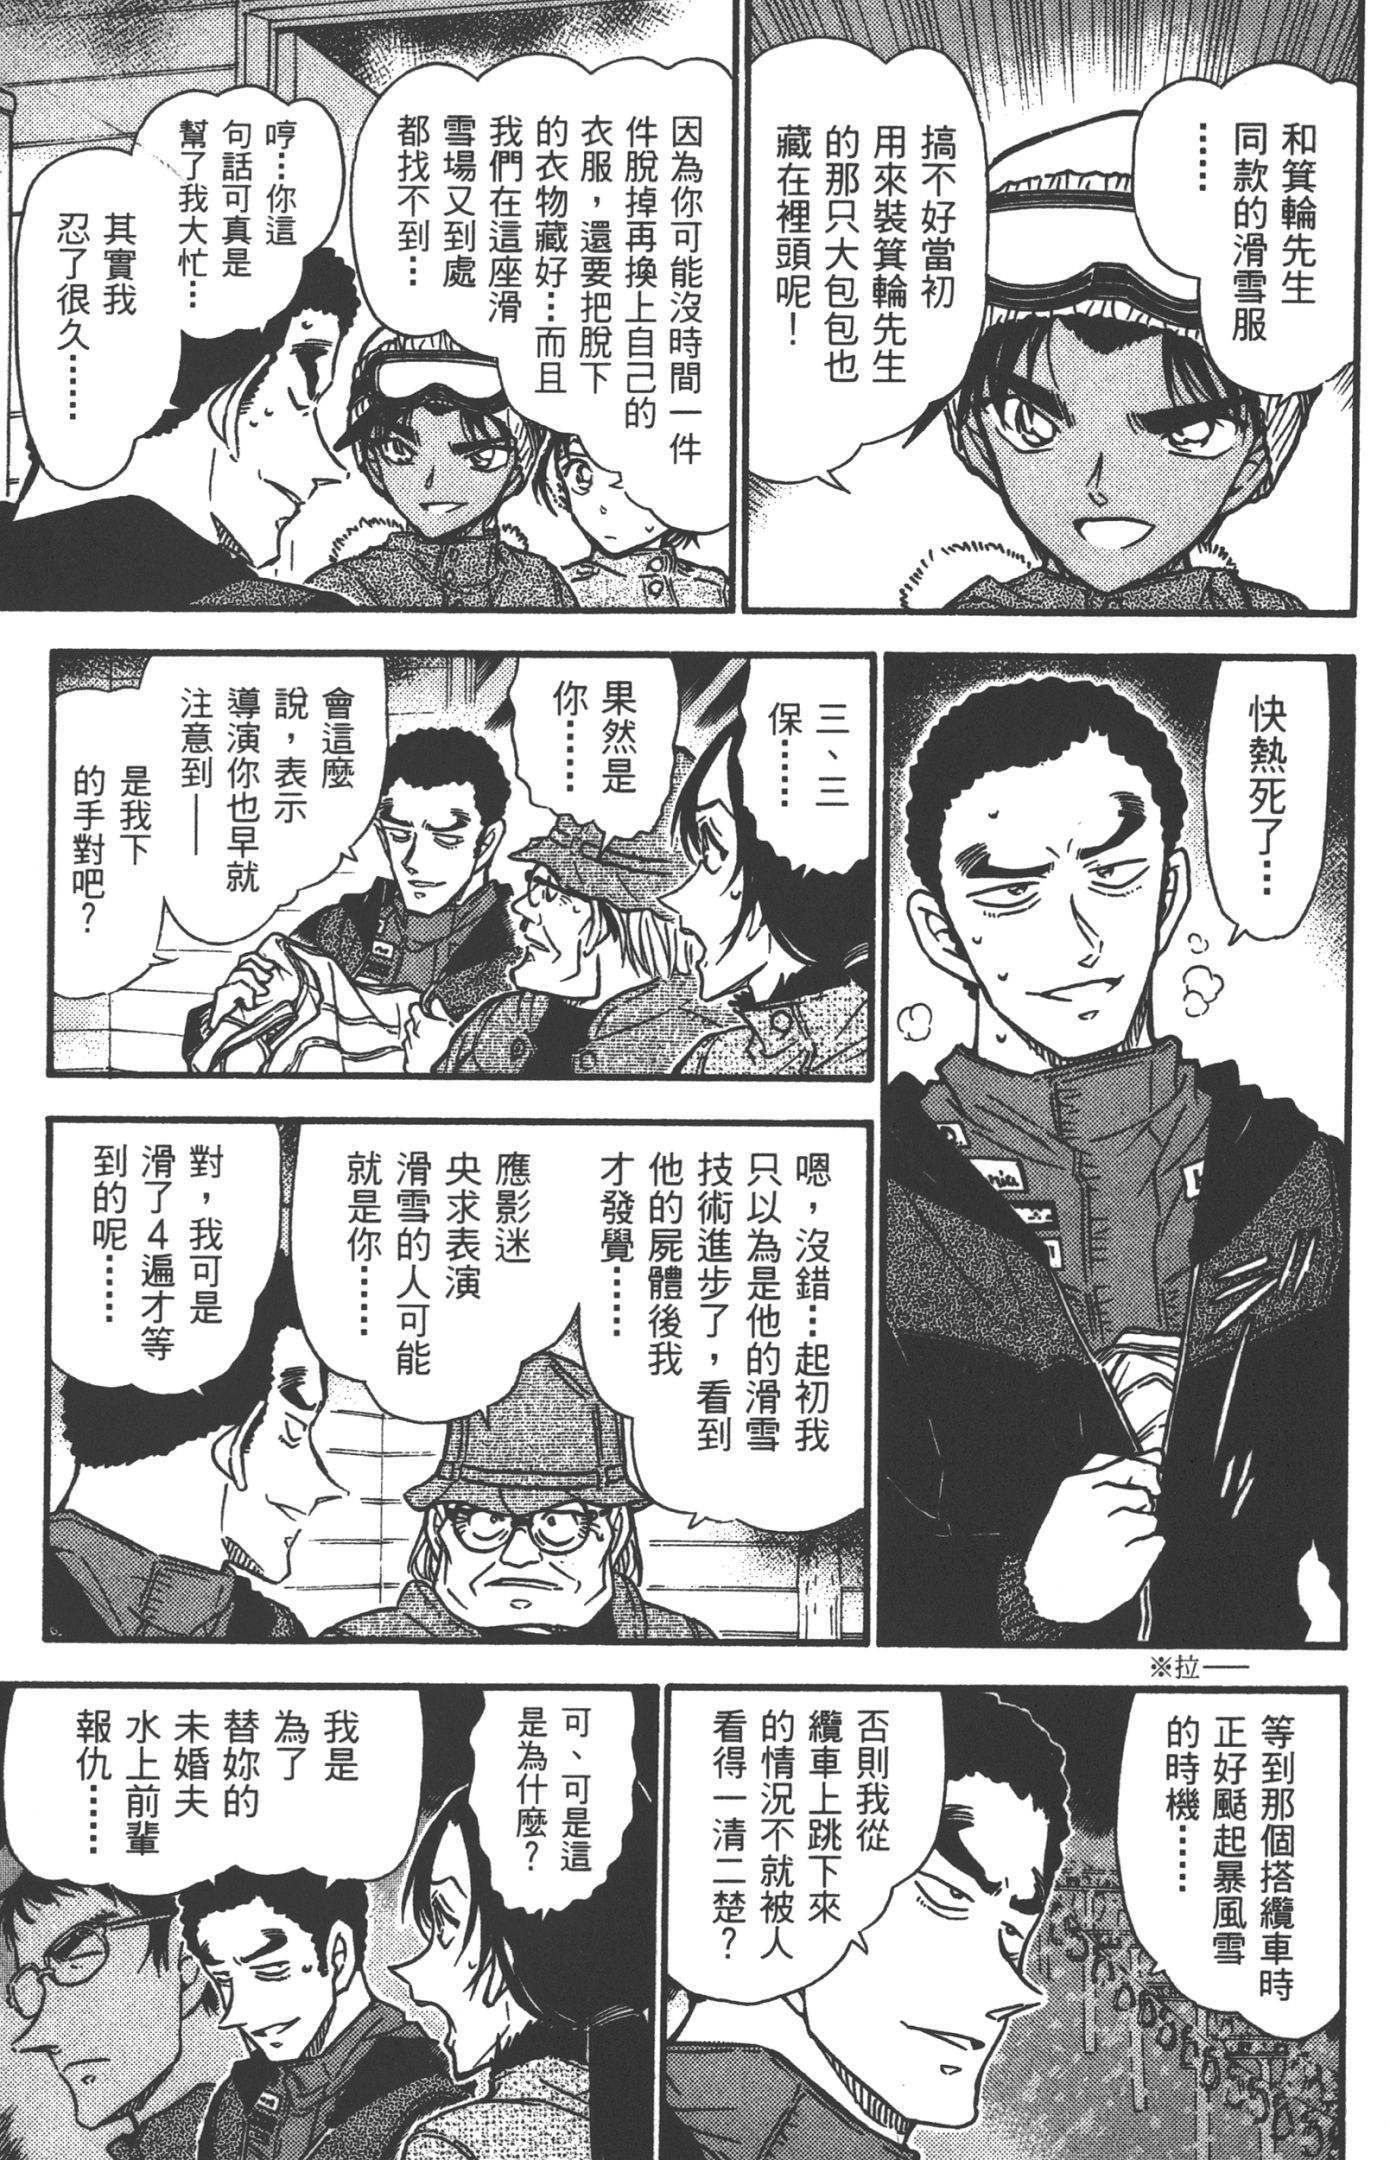 和箕輪先生
同款的滑雪服
……
搞不好當初
用來裝箕輪先生
的那只大包包也
藏在裡頭呢！
因為你可能沒時間一件
件脫掉再換上自己的
衣服，還要把脫下
的衣物藏好…而且
我們在這座滑
雪場又到處
都找不到…
哼…你這
句話可真是
幫了我大忙…
其實我
忍了很久……
快熱死了…
三、三
保……
果然是
你……
會這麼
說，表示
導演你也早就
注意到——
是我下
的手對吧？
嗯，沒錯…起初我
只以為是他的滑雪
技術進步了，看到
他的屍體後我
才發覺……
應影迷
央求表演
滑雪的人可能
就是你……
對，我可是
滑了4遍才等
到的呢……
※拉——
等到那個搭纜車時
正好颳起暴風雪
的時機……
否則我從
纜車上跳下來
的情況不就被人
看得一清二楚？
可、可是這
是為什麼？
我是
為了
替妳的
未婚夫
水上前輩
報仇……